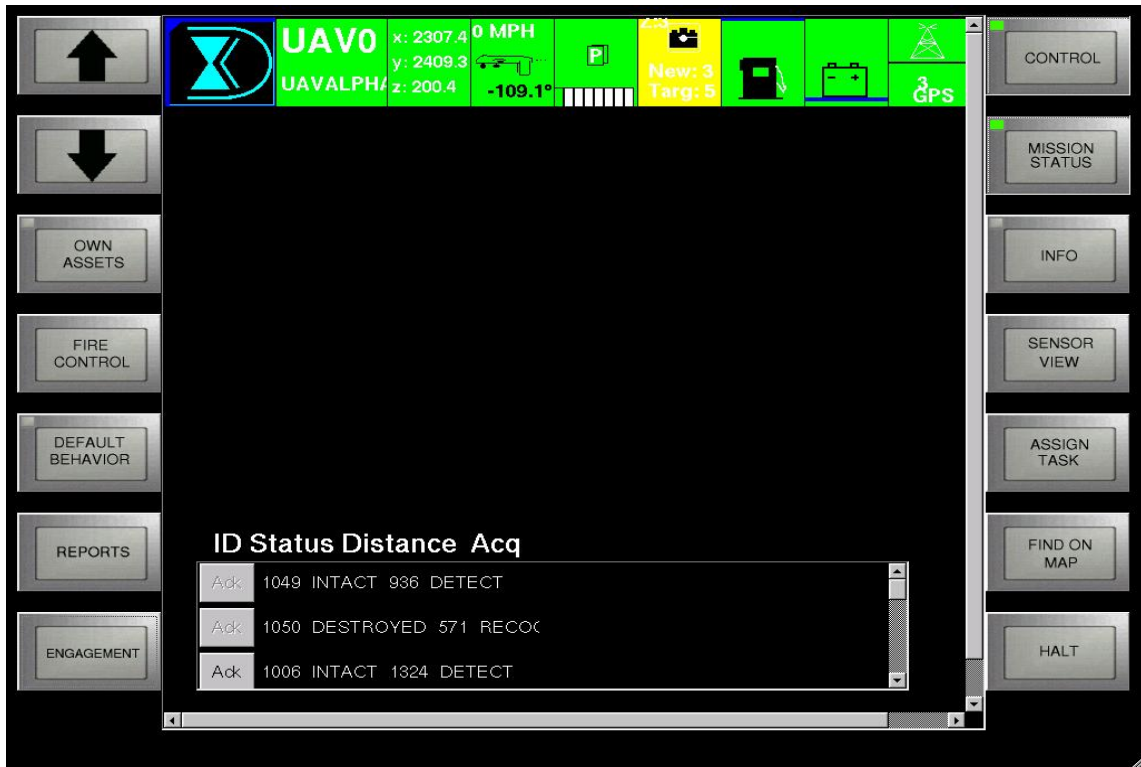 UAV0
UAVALPHA
x: 2307.4
y: 2409.3
z: 200.4
0 MPH
-109.1°
P
New: 3
Targ: 5
- +
3
GPS
CONTROL
MISSION
STATUS
OWN
ASSETS
INFO
FIRE
CONTROL
SENSOR
VIEW
DEFAULT
BEHAVIOR
ASSIGN
TASK
REPORTS
FIND ON
MAP
ENGAGEMENT
HALT
ID Status Distance Acq
Ack 1049 INTACT 936 DETECT
Ack 1050 DESTROYED 571 RECO
Ack 1006 INTACT 1324 DETECT